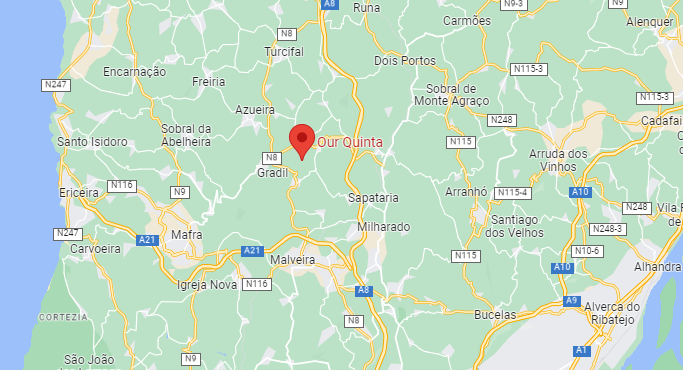 A8
Runa
N9-3
Carmões
Alenquer
N8
Turcifal
Dois Portos
N115-3
Encarnação
Freiria
N247
Sobral de
Monte Agraço
N115-3
Azueira
N248
Cadafai
Santo Isidoro
Sobral da
Abelheira
Our Quinta
N115
Arruda dos
Vinhos
N8
Gradil
Ericeira
N116
N9
Sapataria
Arranhó
N115-4
A10
N248
Vila F
de
N247
A21
Mafra
Milharado
Santiago
dos Velhos
N248-3
Carvoeira
A21
Malveira
N115
N10-6
A10
Alhandra
Igreja Nova
N116
A8
A9
CORTEZIA
N8
Bucelas
Alverca do
Ribatejo
São João
N9
A1